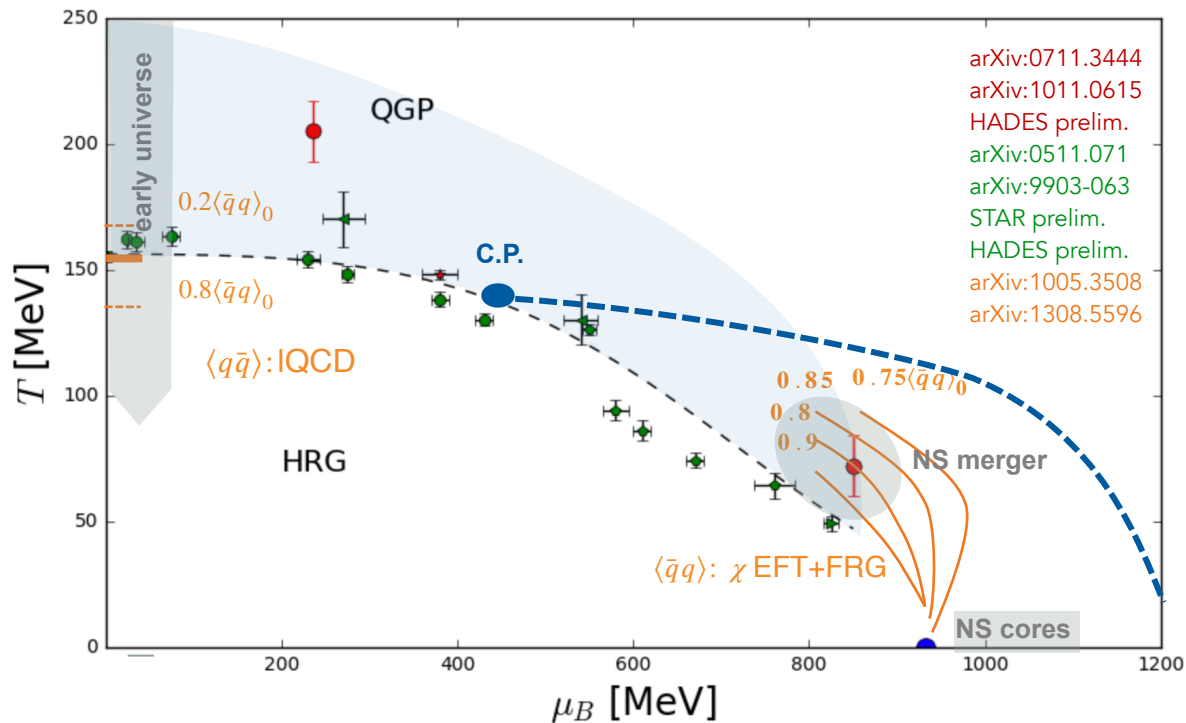 250
200
150
100
50
0
0
200
400
600
800
1000
1200
T [MeV]
μ_B [MeV]
early universe
QGP
0.2⟨q̄q⟩₀
0.8⟨q̄q⟩₀
⟨qq̄⟩: lQCD
HRG
C.P.
arXiv:0711.3444
arXiv:1011.0615
HADES prelim.
arXiv:0511.071
arXiv:9903-063
STAR prelim.
HADES prelim.
arXiv:1005.3508
arXiv:1308.5596
0.85
0.75⟨q̄q⟩₀
0.8
0.9
NS merger
⟨q̄q⟩: χ EFT+FRG
NS cores